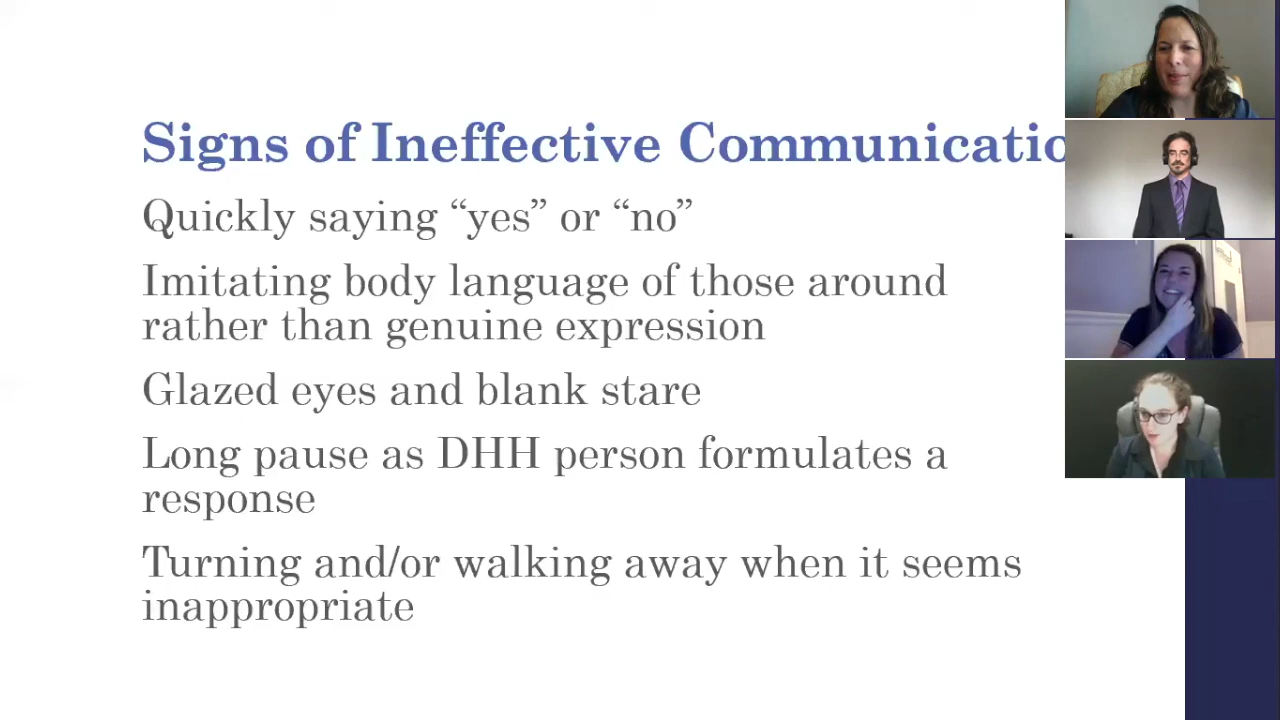 Signs of Ineffective Communicatio
Quickly saying “yes” or “no”
Imitating body language of those around
rather than genuine expression
Glazed eyes and blank stare
Long pause as DHH person formulates a
response
Turning and/or walking away when it seems
inappropriate